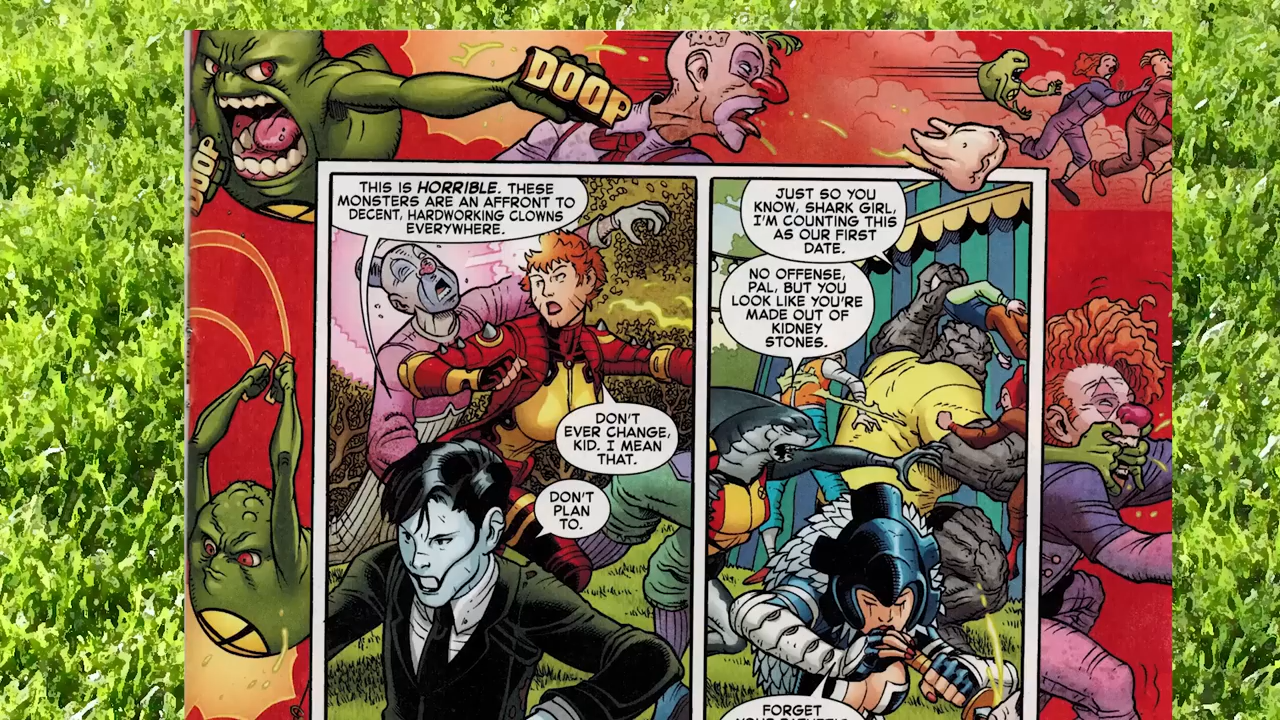 DOOP
DOOP
THIS IS HORRIBLE. THESE
MONSTERS ARE AN AFFRONT TO
DECENT, HARDWORKING CLOWNS
EVERYWHERE.
DON'T
EVER CHANGE,
KID. I MEAN
THAT.
DON'T
PLAN
TO.
JUST SO YOU
KNOW, SHARK GIRL,
I'M COUNTING THIS
AS OUR FIRST
DATE.
NO OFFENSE,
PAL, BUT YOU
LOOK LIKE YOU'RE
MADE OUT OF
KIDNEY
STONES.
FORGET